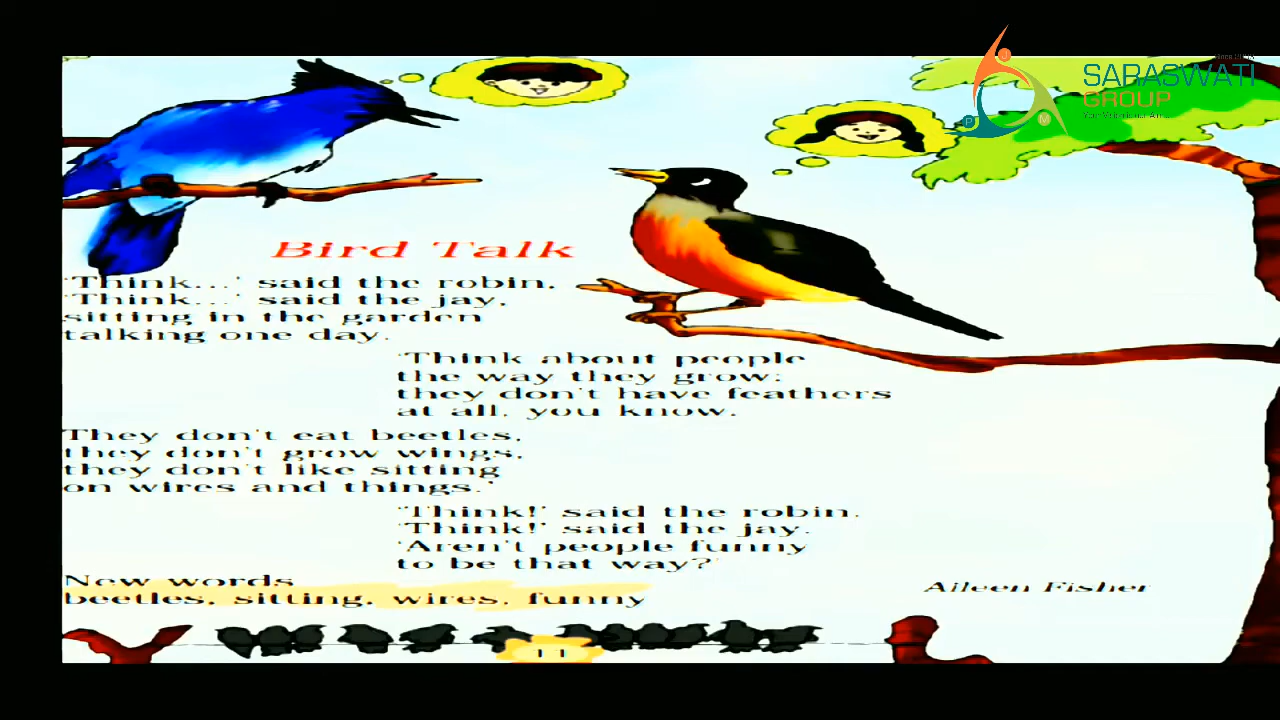 SARASWATI
GROUP
Bird Talk
'Think...' said the robin,
'Think...' said the jay,
sitting in the garden
talking one day.
'Think about people
the way they grow;
they don't have feathers
at all, you know.
They don't eat beetles,
they don't grow wings,
they don't like sitting
on wires and things.'
'Think!' said the robin.
'Think!' said the jay.
'Aren't people funny
to be that way?'
New words
beetles, sitting, wires, funny
Aileen Fisher
11